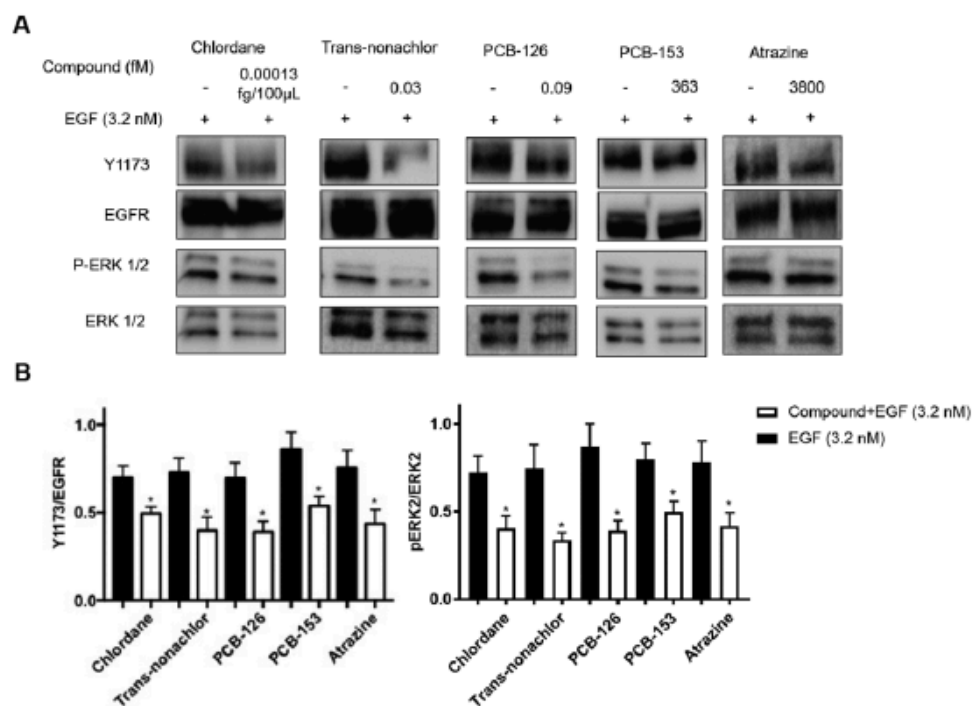 A
Chlordane Trans-nonachlor PCB-126 PCB-153 Atrazine
Compound (fM) - 0.00013 fg/100µL - 0.03 - 0.09 - 363 - 3800
EGF (3.2 nM) + + + + + + + + + +
Y1173
EGFR
P-ERK 1/2
ERK 1/2
B
Y1173/EGFR
1.0
0.5
0.0
* * * * *
Chlordane Trans-nonachlor PCB-126 PCB-153 Atrazine
pERK2/ERK2
1.0
0.5
0.0
* * * * *
Chlordane Trans-nonachlor PCB-126 PCB-153 Atrazine
Compound+EGF (3.2 nM)
EGF (3.2 nM)